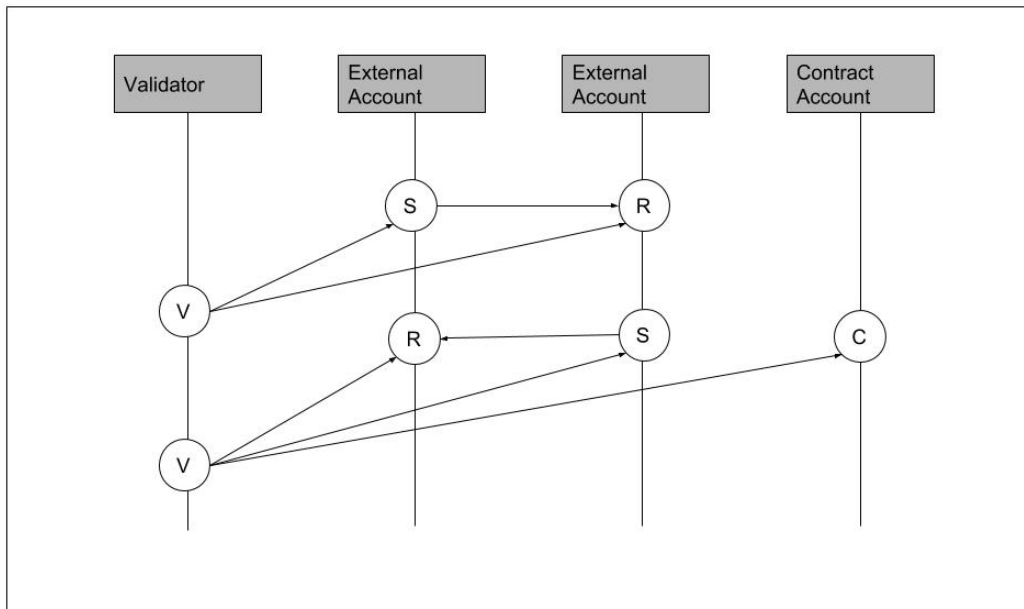 Validator
External
Account
External
Account
Contract
Account
S
R
V
R
S
C
V